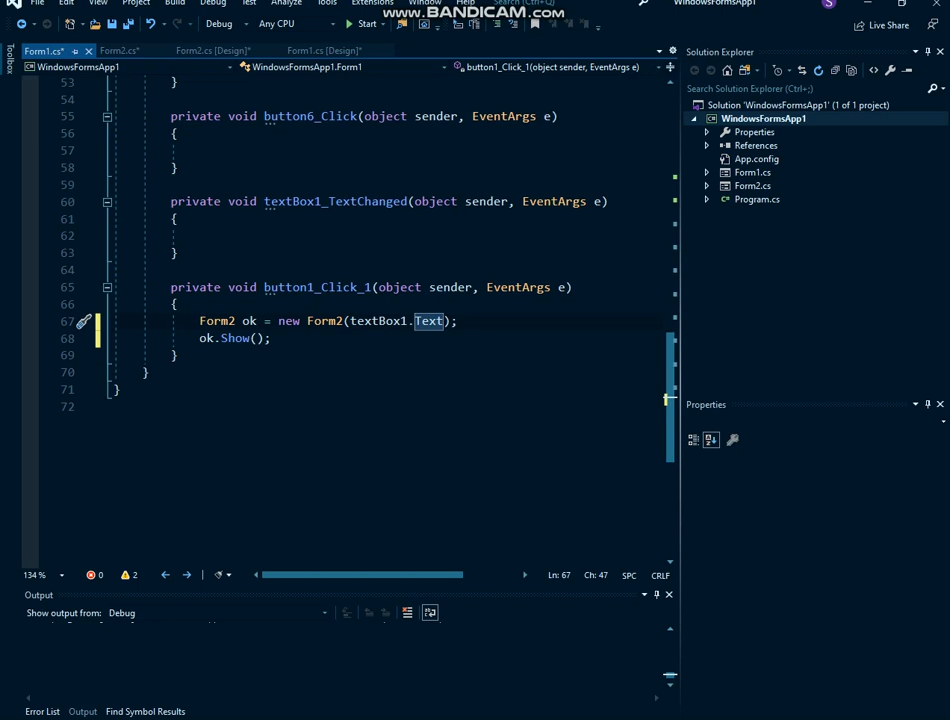 File Edit View Project Build Debug Test Analyze Tools Extensions Window Help Search (Ctrl+;) WindowsFormsApp1 S
www.BANDICAM.com
Debug Any CPU Start Live Share
Toolbox
Form1.cs* Form2.cs* Form2.cs [Design]* Form1.cs [Design]*
WindowsFormsApp1 WindowsFormsApp1.Form1 button1_Click_1(object sender, EventArgs e)
53 }
54
55 private void button6_Click(object sender, EventArgs e)
56 {
57
58 }
59
60 private void textBox1_TextChanged(object sender, EventArgs e)
61 {
62
63 }
64
65 private void button1_Click_1(object sender, EventArgs e)
66 {
67 Form2 ok = new Form2(textBox1.Text);
68 ok.Show();
69 }
70 }
71 }
72
134 % 0 2 Ln: 67 Ch: 47 SPC CRLF
Output
Show output from: Debug
Error List Output Find Symbol Results
Solution Explorer
Search Solution Explorer (Ctrl+;)
Solution 'WindowsFormsApp1' (1 of 1 project)
WindowsFormsApp1
Properties
References
App.config
Form1.cs
Form2.cs
Program.cs
Properties